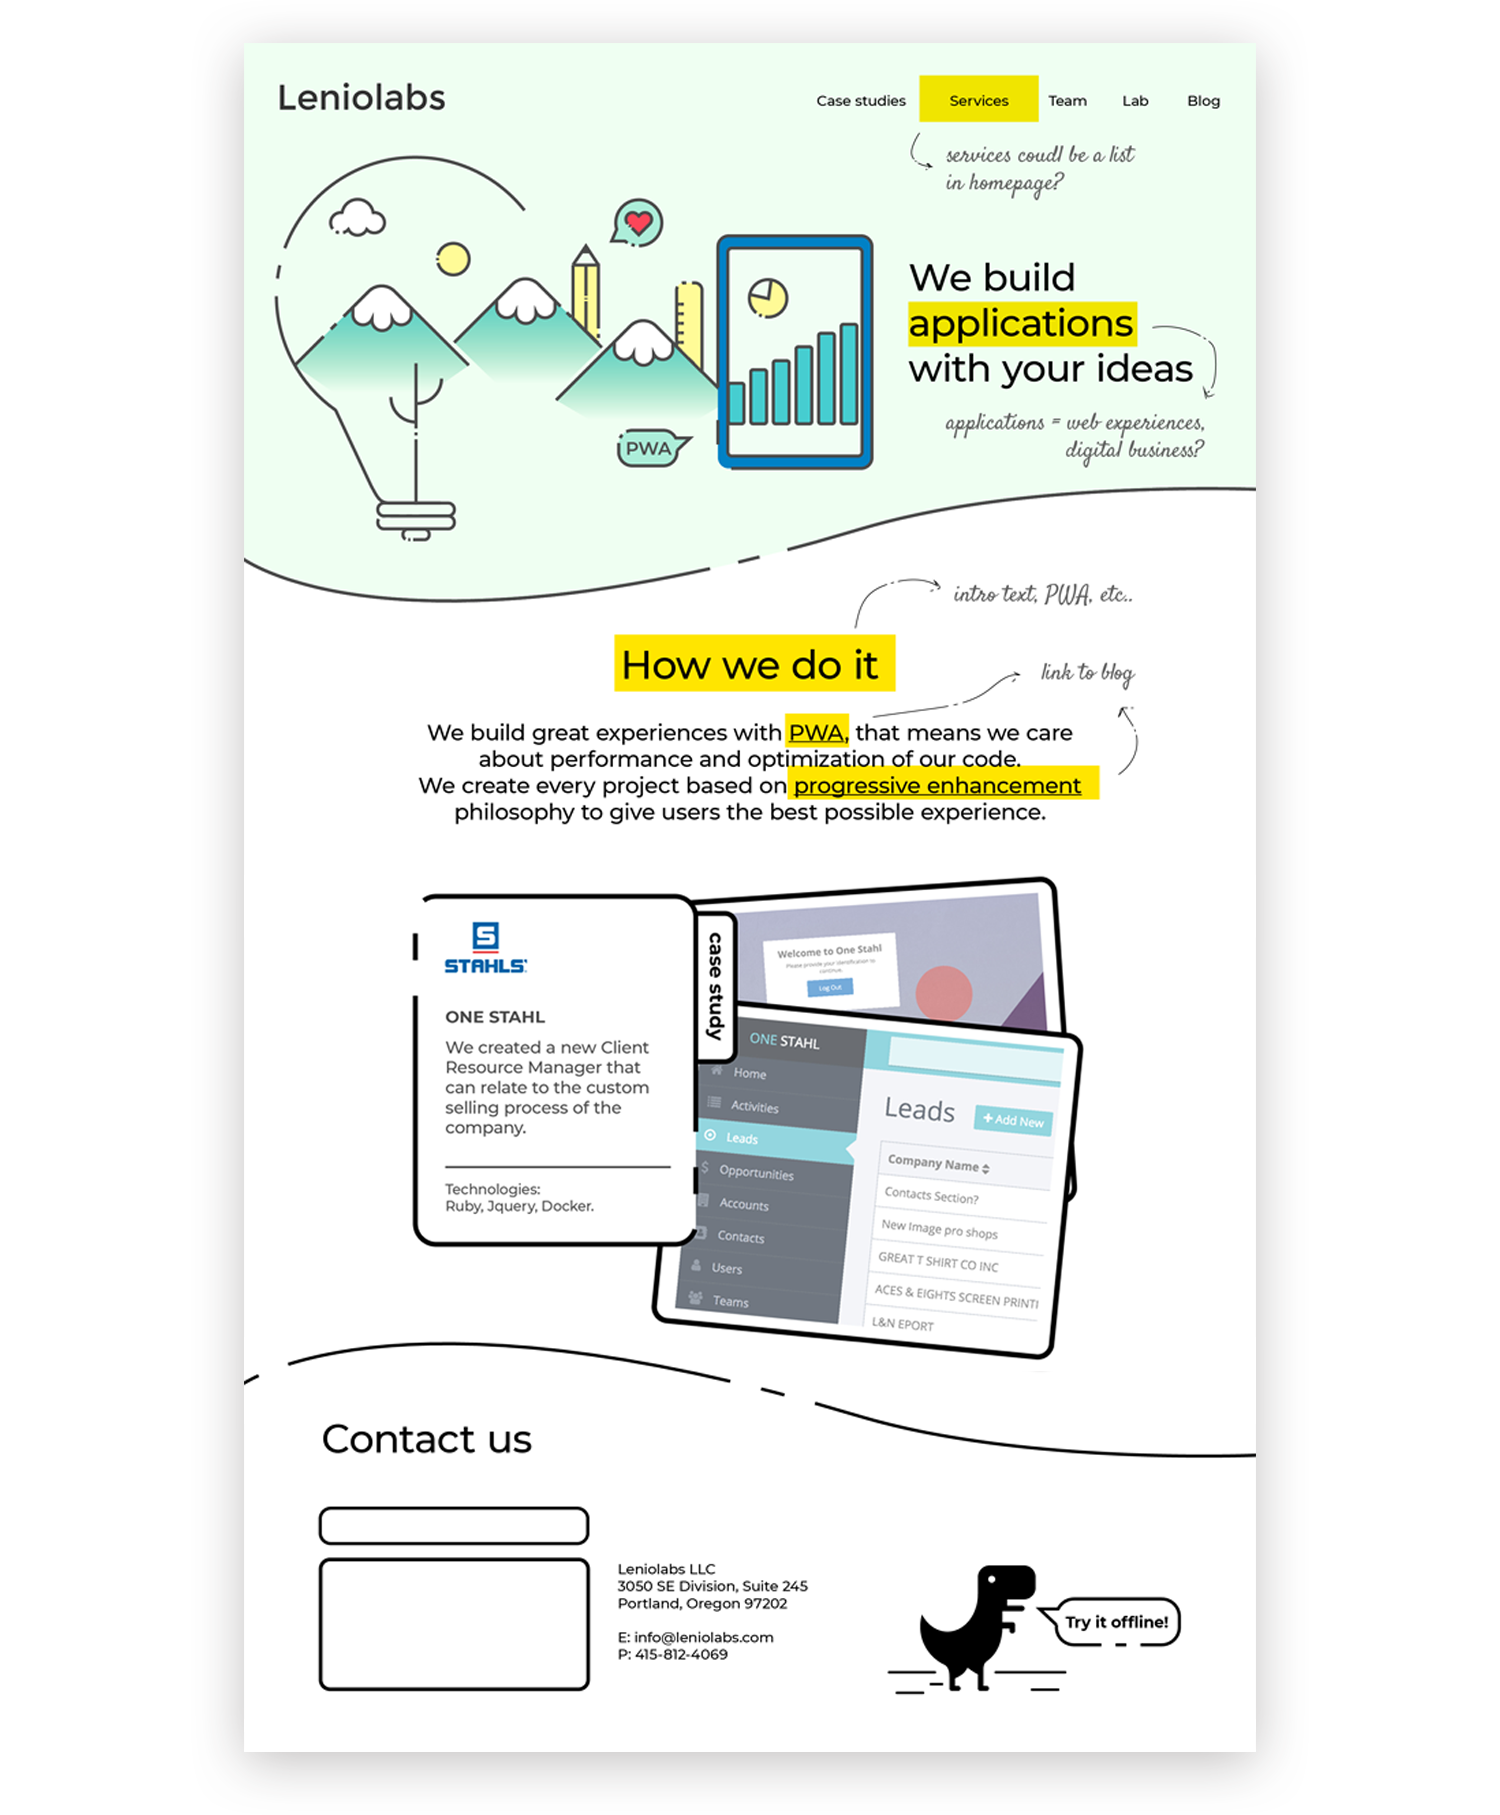 Leniolabs
Case studies Services Team Lab Blog
services coudl be a list
in homepage?
We build
applications
with your ideas
applications = web experiences,
digital business?
PWA
intro text, PWA, etc..
How we do it
link to blog
We build great experiences with PWA, that means we care
about performance and optimization of our code.
We create every project based on progressive enhancement
philosophy to give users the best possible experience.
S
STAHLS'
ONE STAHL
We created a new Client
Resource Manager that
can relate to the custom
selling process of the
company.
Technologies:
Ruby, Jquery, Docker.
case study
Welcome to One Stahl
Please provide your identification to
continue.
Log Out
ONE STAHL
Home
Activities
Leads
Opportunities
Accounts
Contacts
Users
Teams
Leads
+ Add New
Company Name
Contacts Section?
New Image pro shops
GREAT T SHIRT CO INC
ACES & EIGHTS SCREEN PRINTI
L&N EPORT
Contact us
Leniolabs LLC
3050 SE Division, Suite 245
Portland, Oregon 97202
E: info@leniolabs.com
P: 415-812-4069
Try it offline!